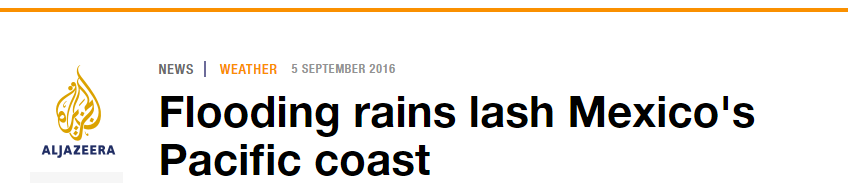 NEWS | WEATHER 5 SEPTEMBER 2016
Flooding rains lash Mexico's
Pacific coast
ALJAZEERA